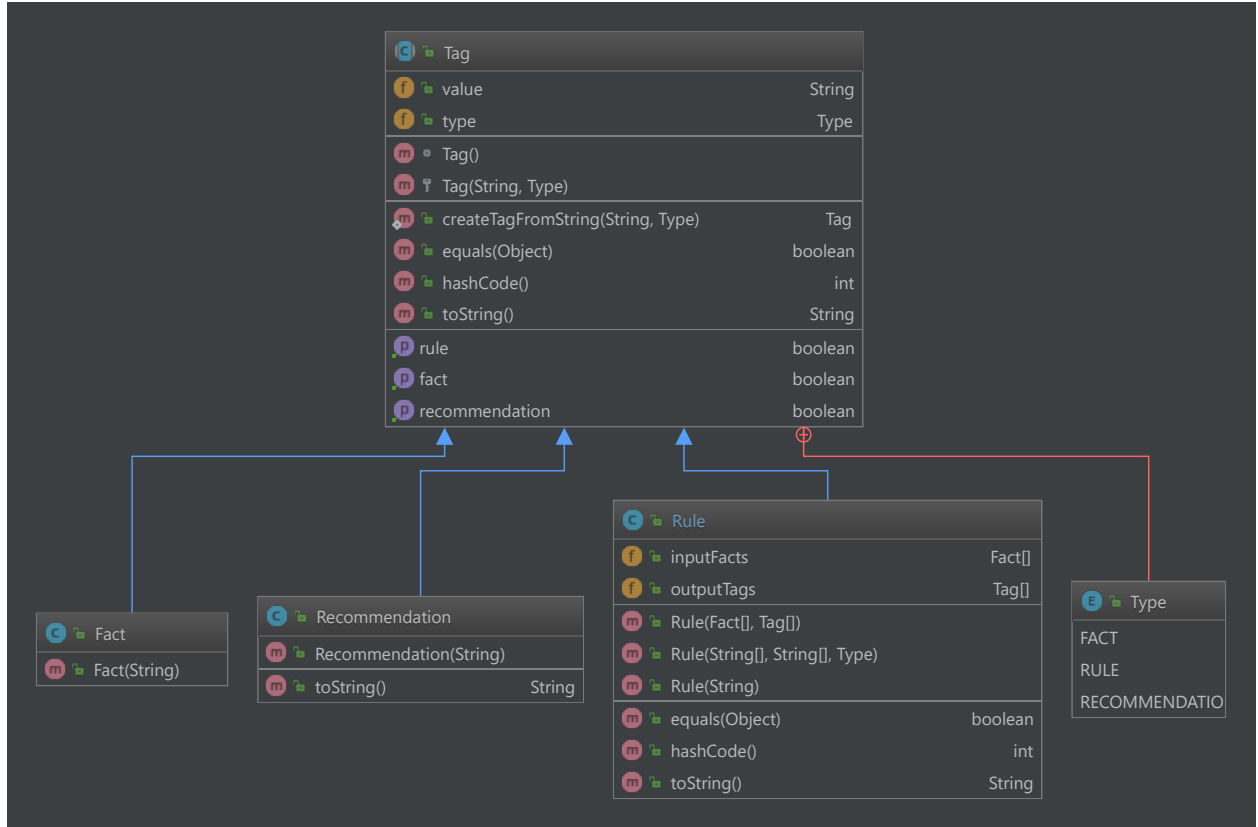 Tag
value String
type Type
Tag()
Tag(String, Type)
createTagFromString(String, Type) Tag
equals(Object) boolean
hashCode() int
toString() String
rule boolean
fact boolean
recommendation boolean
Fact
Fact(String)
Recommendation
Recommendation(String)
toString() String
Rule
inputFacts Fact[]
outputTags Tag[]
Rule(Fact[], Tag[])
Rule(String[], String[], Type)
Rule(String)
equals(Object) boolean
hashCode() int
toString() String
Type
FACT
RULE
RECOMMENDATIO